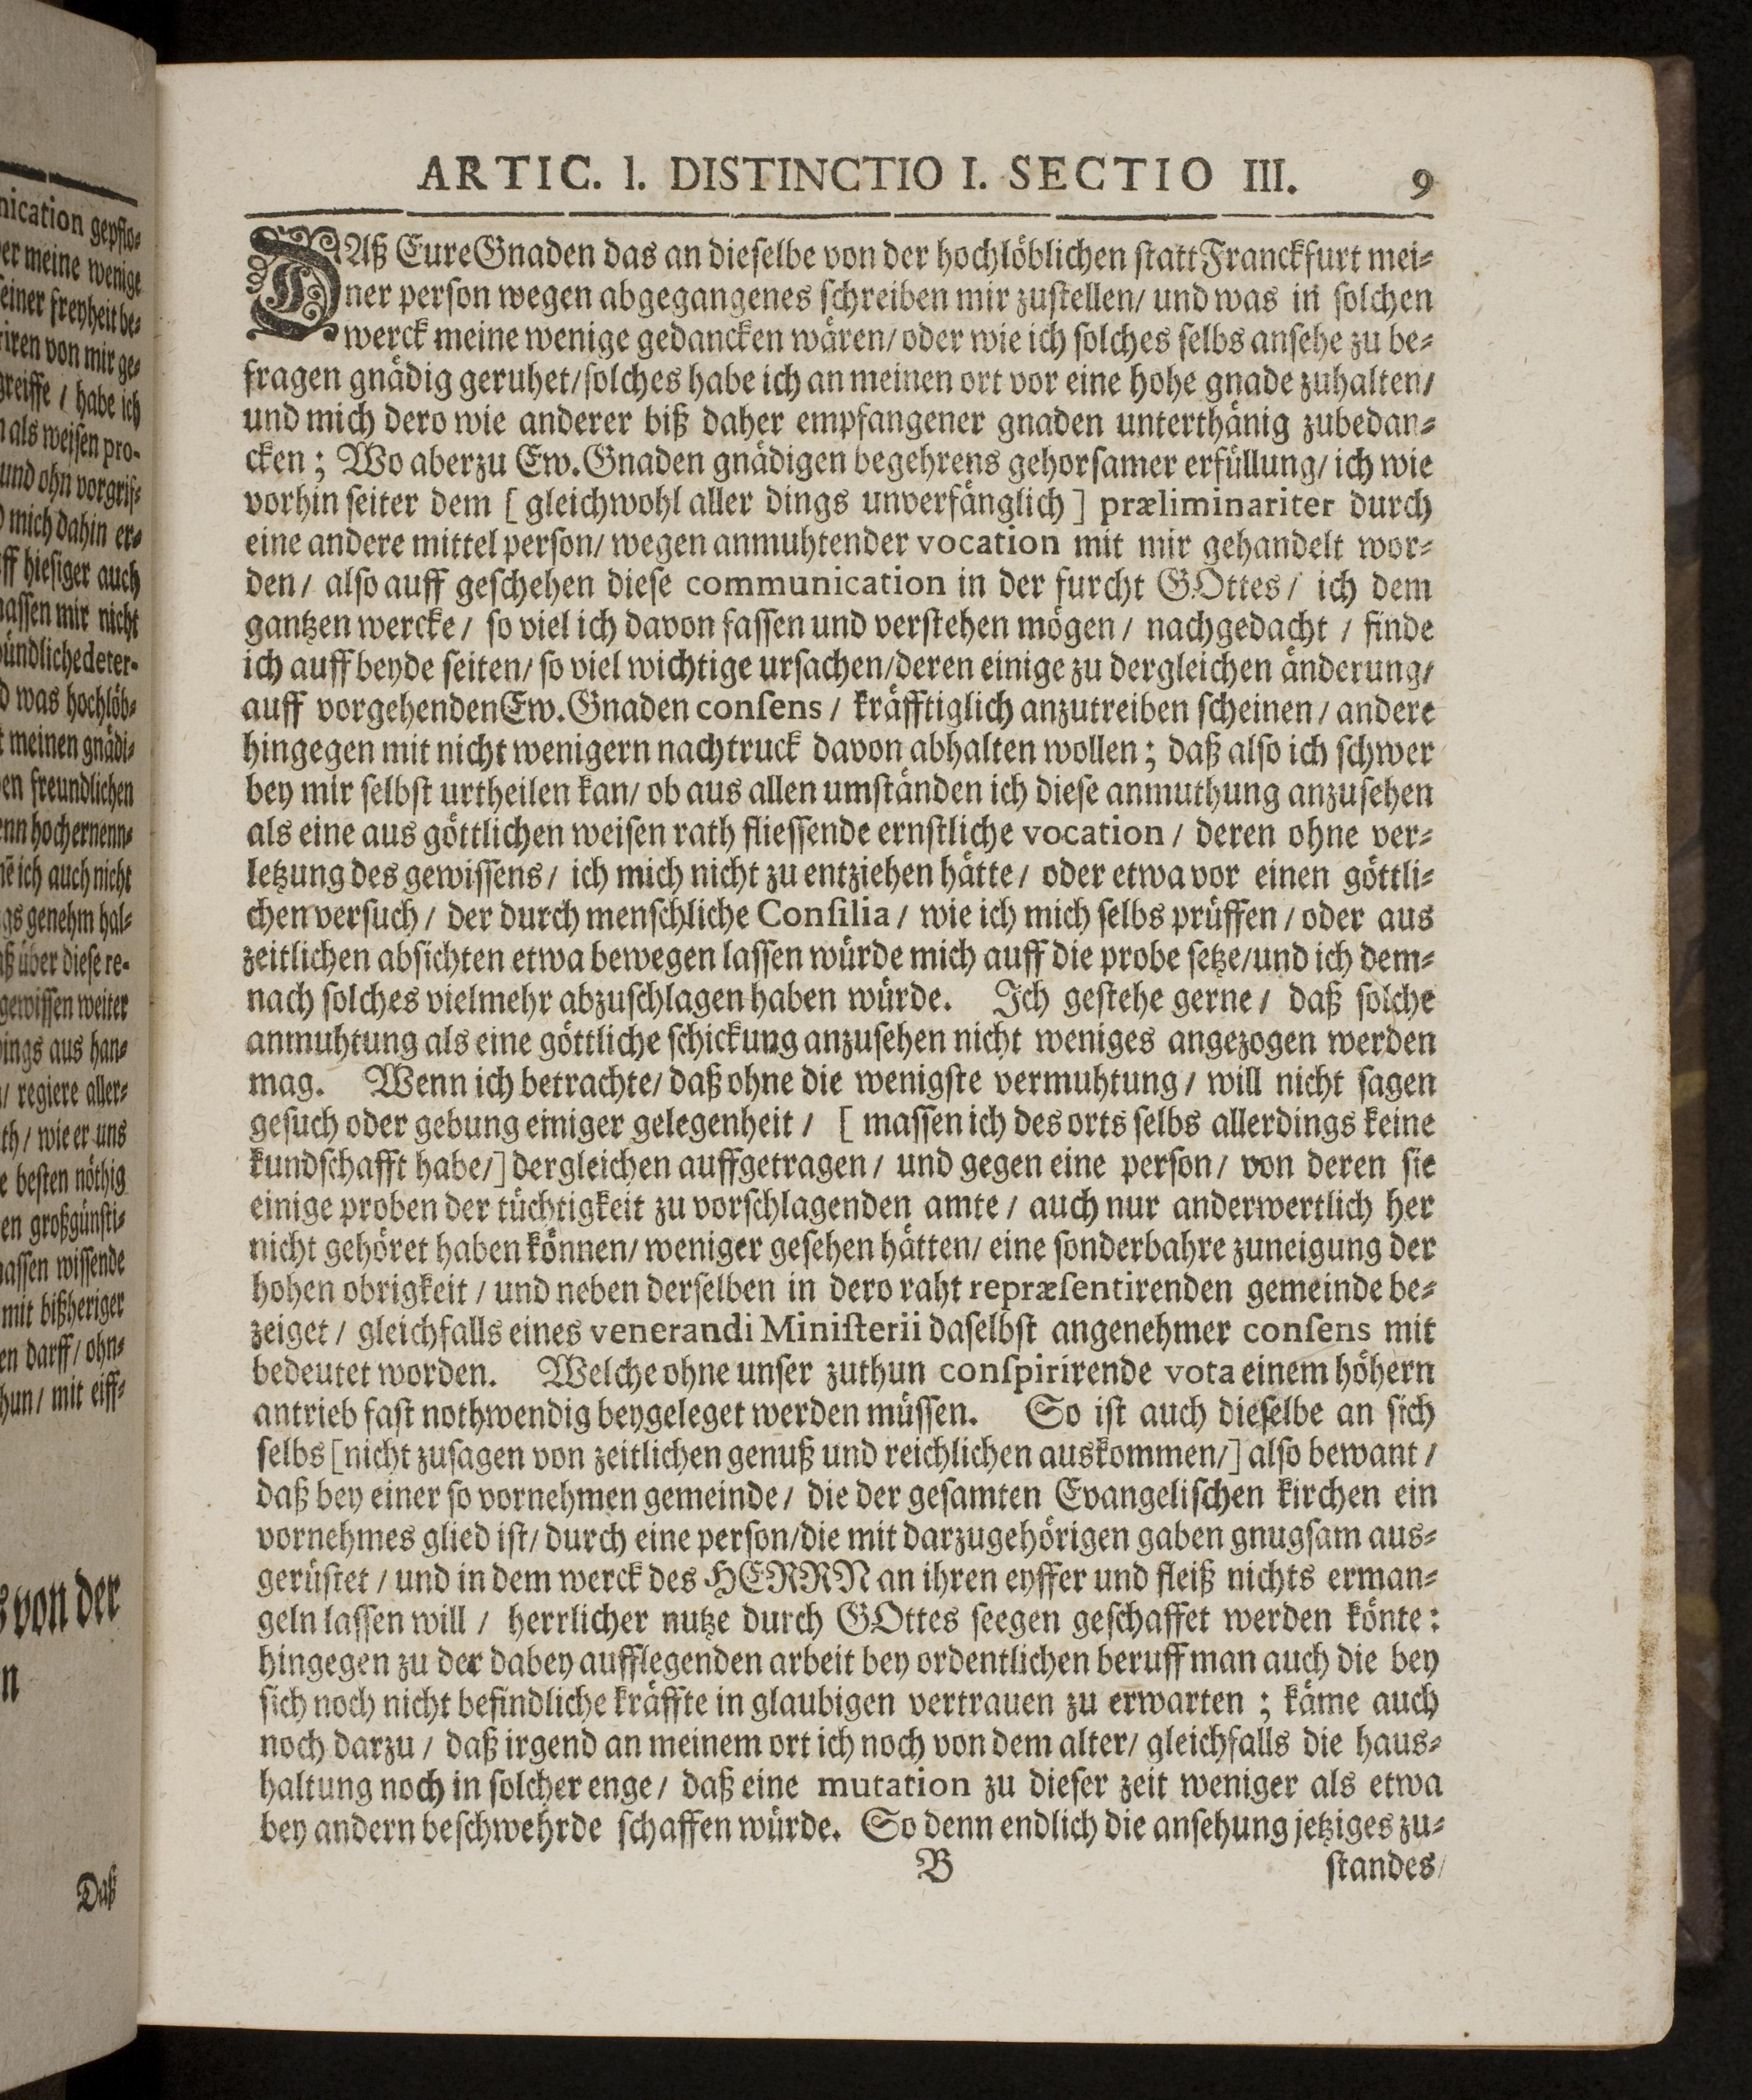 ARTIC. I. DISTINCTIO I. SECTIO III. 9
DAß Eure Gnaden das an dieselbe von der hochlöblichen statt Franckfurt mei-
ner person wegen abgegangenes schreiben mir zustellen/ und was in solchen
werck meine wenige gedancken wären/ oder wie ich solches selbs ansehe zu be-
fragen gnädig geruhet/ solches habe ich an meinen ort vor eine hohe gnade zuhalten/
und mich dero wie anderer biß daher empfangener gnaden unterthänig zubedan-
cken; Wo aber zu Ew. Gnaden gnädigen begehrens gehorsamer erfüllung/ ich wie
vorhin seiter dem [ gleichwohl aller dings unverfänglich ] præliminariter durch
eine andere mittel person/ wegen anmuhtender vocation mit mir gehandelt wor-
den/ also auff geschehen diese communication in der furcht GOttes/ ich dem
gantzen wercke/ so viel ich davon fassen und verstehen mögen/ nachgedacht / finde
ich auff beyde seiten/ so viel wichtige ursachen/ deren einige zu dergleichen änderung/
auff vorgehenden Ew. Gnaden consens / kräfftiglich anzutreiben scheinen/ andere
hingegen mit nicht wenigern nachtruck davon abhalten wollen; daß also ich schwer
bey mir selbst urtheilen kan/ ob aus allen umständen ich diese anmuthung anzusehen
als eine aus göttlichen weisen rath fliessende ernstliche vocation / deren ohne ver-
letzung des gewissens/ ich mich nicht zu entziehen hätte/ oder etwa vor einen göttli-
chen versuch/ der durch menschliche Consilia/ wie ich mich selbs prüffen/ oder aus
zeitlichen absichten etwa bewegen lassen würde mich auff die probe setze/ und ich dem-
nach solches vielmehr abzuschlagen haben würde. Ich gestehe gerne/ daß solche
anmuhtung als eine göttliche schickung anzusehen nicht weniges angezogen werden
mag. Wenn ich betrachte/ daß ohne die wenigste vermuhtung/ will nicht sagen
gesuch oder gebung einiger gelegenheit / [ massen ich des orts selbs allerdings keine
kundschafft habe/] dergleichen auffgetragen/ und gegen eine person/ von deren sie
einige proben der tüchtigkeit zu vorschlagenden amte/ auch nur anderwertlich her
nicht gehöret haben können/ weniger gesehen hätten/ eine sonderbahre zuneigung der
hohen obrigkeit / und neben derselben in dero raht repræsentirenden gemeinde be-
zeiget/ gleichfalls eines venerandi Ministerii daselbst angenehmer consens mit
bedeutet worden. Welche ohne unser zuthun conspirirende vota einem höhern
antrieb fast nothwendig beygeleget werden müssen. So ist auch dieselbe an sich
selbs [nicht zusagen von zeitlichen genuß und reichlichen auskommen/] also bewant/
daß bey einer so vornehmen gemeinde/ die der gesamten Evangelischen kirchen ein
vornehmes glied ist/ durch eine person/ die mit darzugehörigen gaben gnugsam aus-
gerüstet/ und in dem werck des HERRN an ihren eyffer und fleiß nichts erman-
geln lassen will / herrlicher nutze durch GOttes seegen geschaffet werden könte:
hingegen zu der dabey aufflegenden arbeit bey ordentlichen beruff man auch die bey
sich noch nicht befindliche kräffte in glaubigen vertrauen zu erwarten ; käme auch
noch darzu / daß irgend an meinem ort ich noch von dem alter/ gleichfalls die haus-
haltung noch in solcher enge/ daß eine mutation zu dieser zeit weniger als etwa
bey andern beschwehrde schaffen würde. So denn endlich die ansehung jetziges zu-
B standes/
nication gepflo-
er meine wenige
einer freyheit be-
iren von mir ge-
greiffe / habe ich
als weisen pro-
und ohn vorgrif-
mich dahin er-
ff hiesiger auch
assen mir nicht
ündliche deter-
d was hochlöb-
meinen gnädi-
en freundlichen
nn hochernenn-
ich auch nicht
gs genehm hal-
ß über diese re-
gewissen weiter
ings aus han-
/ regiere aller-
th/ wie er uns
e besten nöthig
en großgünsti-
assen wissende
mit bißheriger
en darff/ ohn-
hun/ mit eiff-
von der
n
Daß